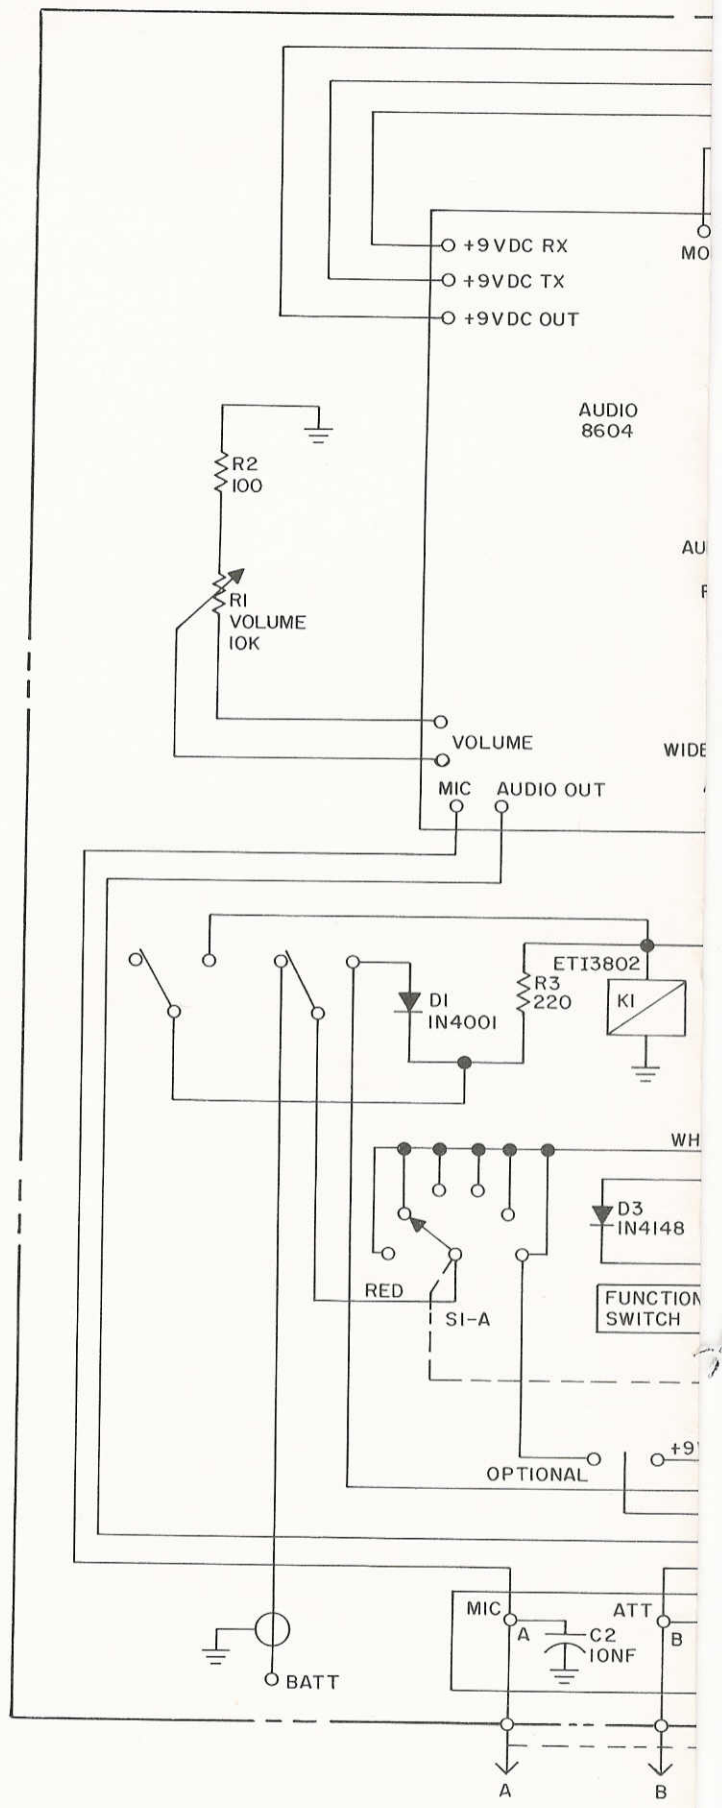 +9VDC RX
MO
+9VDC TX
+9VDC OUT
AUDIO
8604
R2
100
AU
R1
VOLUME
10K
VOLUME
WIDE
MIC
AUDIO OUT
ETI3802
R3
220
K1
D1
1N4001
WH
D3
1N4148
RED
S1-A
FUNCTION
SWITCH
+9
OPTIONAL
MIC
A
C2
10NF
ATT
B
BATT
A
B